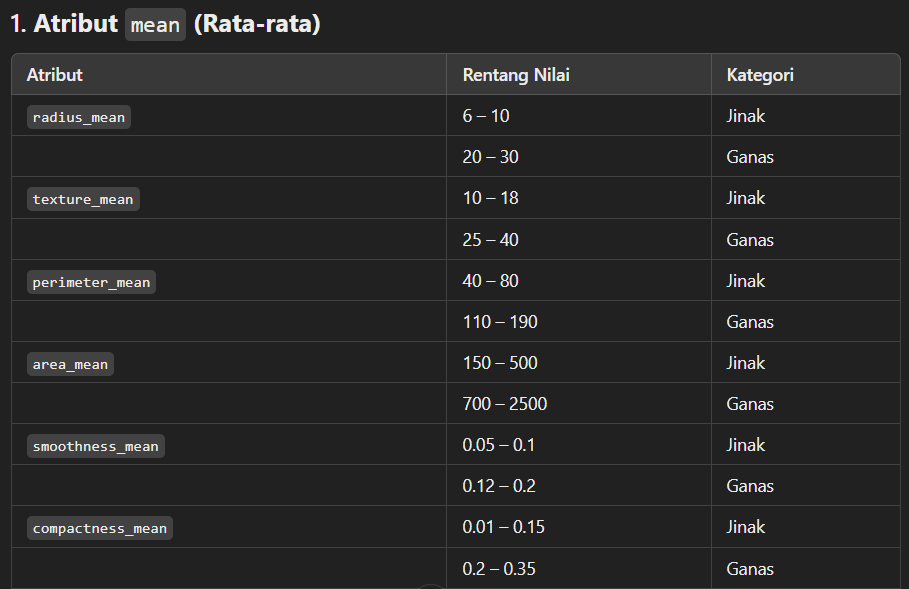 1. Atribut mean (Rata-rata)
Atribut Rentang Nilai Kategori
radius_mean 6 – 10 Jinak
20 – 30 Ganas
texture_mean 10 – 18 Jinak
25 – 40 Ganas
perimeter_mean 40 – 80 Jinak
110 – 190 Ganas
area_mean 150 – 500 Jinak
700 – 2500 Ganas
smoothness_mean 0.05 – 0.1 Jinak
0.12 – 0.2 Ganas
compactness_mean 0.01 – 0.15 Jinak
0.2 – 0.35 Ganas